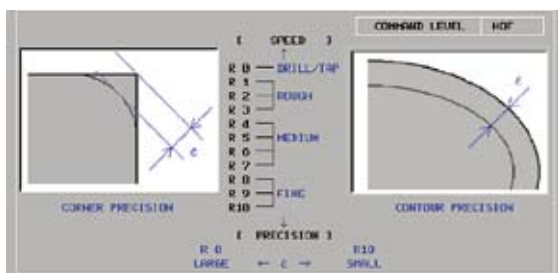 COMMAND LEVEL HOF
[ SPEED ]
↑
R 0 DRILL/TAP
R 1
R 2 ROUGH
R 3
R 4
R 5 MEDIUM
R 6
R 7
R 8
R 9 FINE
R10
↓
[ PRECISION ]
ε
CORNER PRECISION
ε
CONTOUR PRECISION
R 0 R10
LARGE ← ε → SMALL